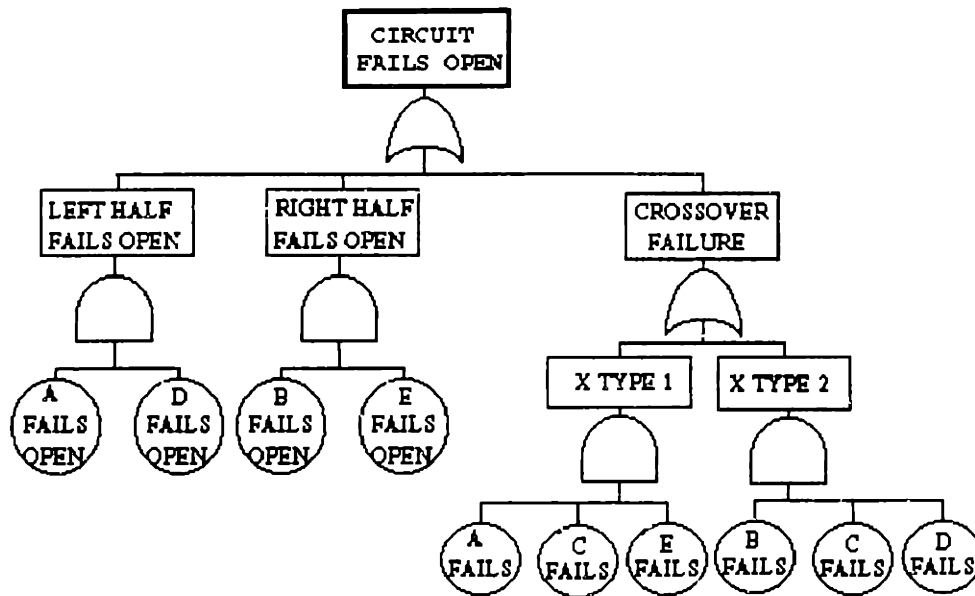 CIRCUIT
FAILS OPEN
LEFT HALF
FAILS OPEN
RIGHT HALF
FAILS OPEN
CROSSOVER
FAILURE
X TYPE 1
X TYPE 2
A
FAILS
OPEN
D
FAILS
OPEN
B
FAILS
OPEN
E
FAILS
OPEN
A
FAILS
C
FAILS
E
FAILS
B
FAILS
C
FAILS
D
FAILS